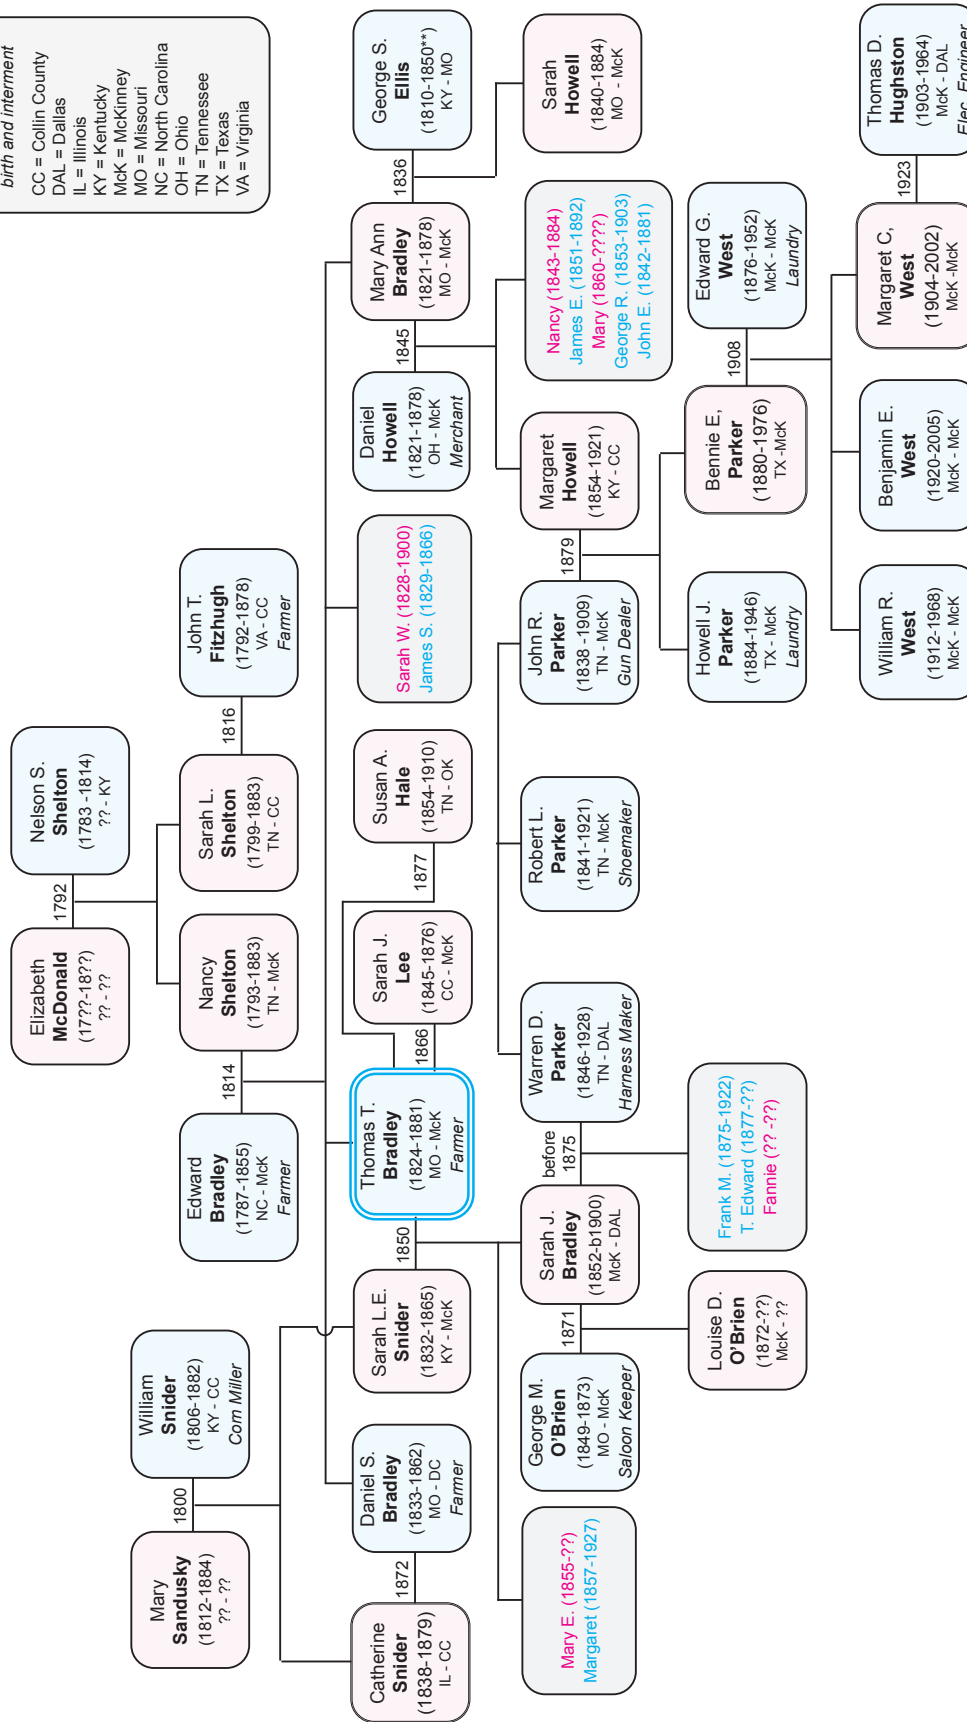 birth and interment
CC = Collin County
DAL = Dallas
IL = Illinois
KY = Kentucky
McK = McKinney
MO = Missouri
NC = North Carolina
OH = Ohio
TN = Tennessee
TX = Texas
VA = Virginia
Elizabeth
McDonald
(17??-18??)
?? - ??
1792
Nelson S.
Shelton
(1783 -1814)
?? - KY
Mary
Sandusky
(1812-1884)
?? - ??
1800
William
Snider
(1806-1882)
KY - CC
Corn Miller
Edward
Bradley
(1787-1855)
NC - McK
Farmer
1814
Nancy
Shelton
(1793-1883)
TN - McK
Sarah L.
Shelton
(1799-1883)
TN - CC
1816
John T.
Fitzhugh
(1792-1878)
VA - CC
Farmer
Catherine
Snider
(1838-1879)
IL - CC
1872
Daniel S.
Bradley
(1833-1862)
MO - DC
Farmer
Sarah L.E.
Snider
(1832-1865)
KY - McK
1850
Thomas T.
Bradley
(1824-1881)
MO - McK
Farmer
1866
Sarah J.
Lee
(1845-1876)
CC - McK
1877
Susan A.
Hale
(1854-1910)
TN - OK
Sarah W. (1828-1900)
James S. (1829-1866)
Daniel
Howell
(1821-1878)
OH - McK
Merchant
1845
Mary Ann
Bradley
(1821-1878)
MO - McK
1836
George S.
Ellis
(1810-1850**)
KY - MO
Mary E. (1855-??)
Margaret (1857-1927)
George M.
O'Brien
(1849-1873)
MO - McK
Saloon Keeper
1871
Sarah J.
Bradley
(1852-b1900)
McK - DAL
before
1875
Warren D.
Parker
(1846-1928)
TN - DAL
Harness Maker
Robert L.
Parker
(1841-1921)
TN - McK
Shoemaker
John R.
Parker
(1838 -1909)
TN - McK
Gun Dealer
1879
Margaret
Howell
(1854-1921)
KY - CC
Nancy (1843-1884)
James E. (1851-1892)
Mary (1860-????)
George R. (1853-1903)
John E. (1842-1881)
Sarah
Howell
(1840-1884)
MO - McK
Louise D.
O'Brien
(1872-??)
McK - ??
Frank M. (1875-1922)
T. Edward (1877-??)
Fannie (?? -??)
Howell J.
Parker
(1884-1946)
TX - McK
Laundry
Bennie E,
Parker
(1880-1976)
TX -McK
1908
Edward G.
West
(1876-1952)
McK - McK
Laundry
William R.
West
(1912-1968)
McK - McK
Benjamin E.
West
(1920-2005)
McK - McK
Margaret C,
West
(1904-2002)
McK -McK
1923
Thomas D.
Hughston
(1903-1964)
McK - DAL
Elec. Engineer